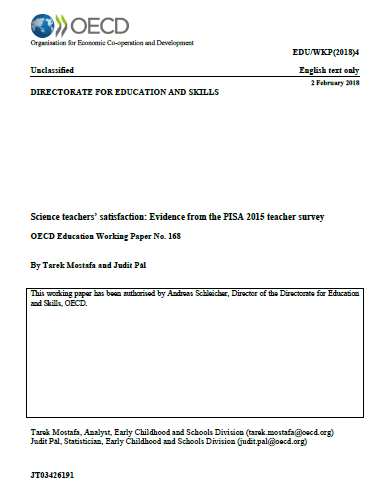 OECD
Organisation for Economic Co-operation and Development
EDU/WKP(2018)4
Unclassified English text only
2 February 2018
DIRECTORATE FOR EDUCATION AND SKILLS
Science teachers' satisfaction: Evidence from the PISA 2015 teacher survey
OECD Education Working Paper No. 168
By Tarek Mostafa and Judit Pál
This working paper has been authorised by Andreas Schleicher, Director of the Directorate for Education
and Skills, OECD.
Tarek Mostafa, Analyst, Early Childhood and Schools Division (tarek.mostafa@oecd.org)
Judit Pál, Statistician, Early Childhood and Schools Division (judit.pal@oecd.org)
JT03426191